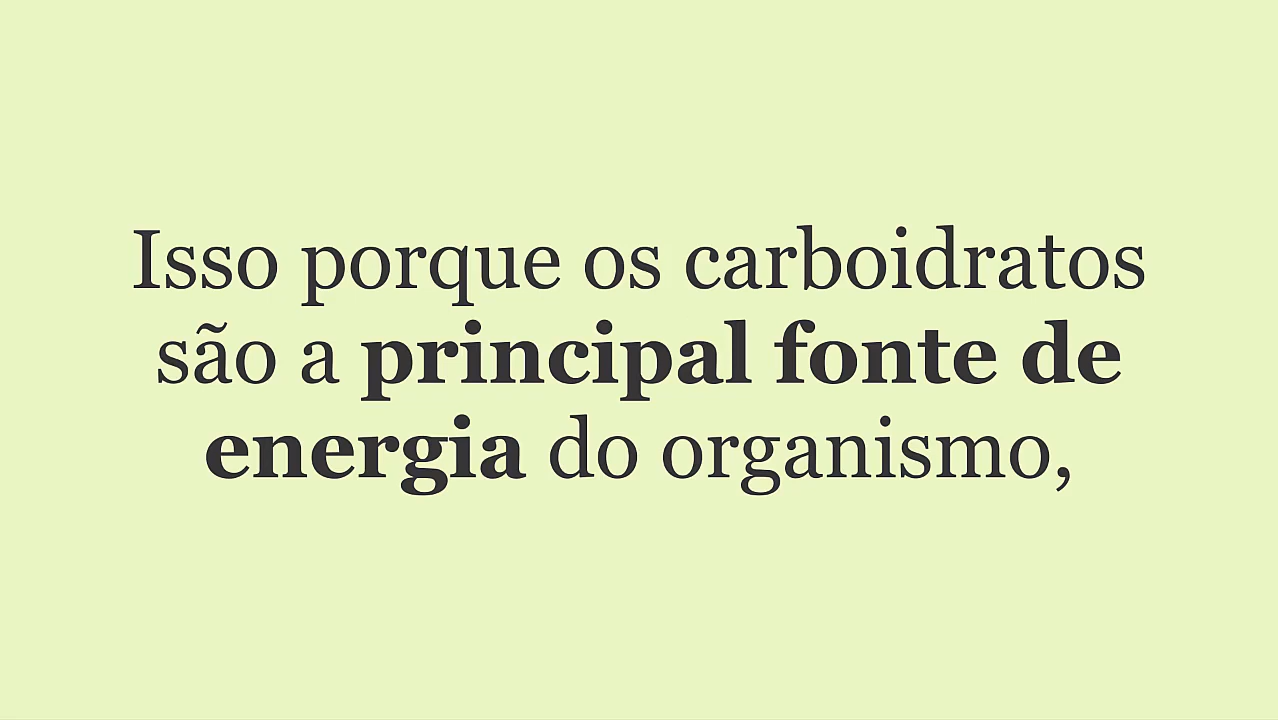 Isso porque os carboidratos
são a principal fonte de
energia do organismo,